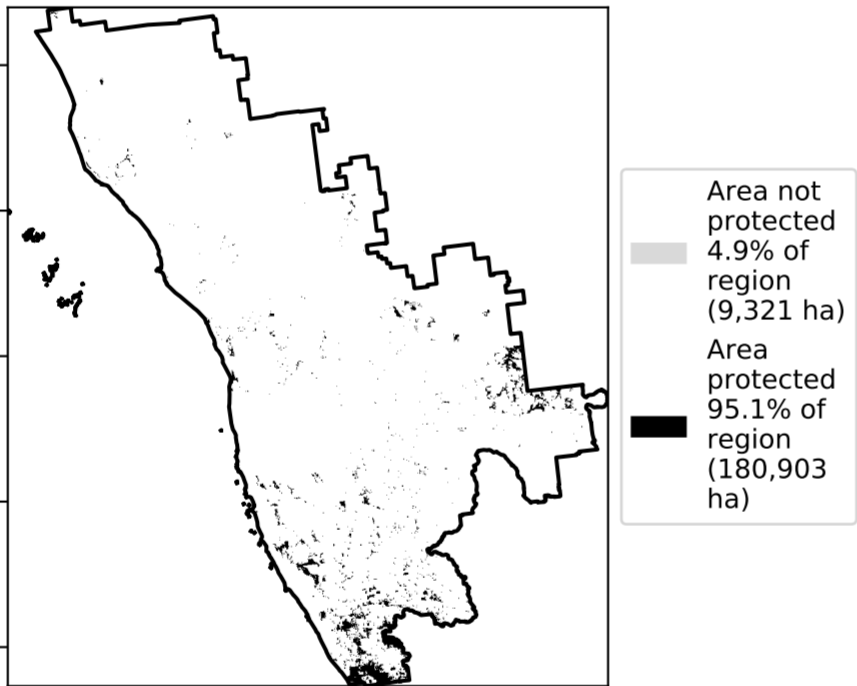 Area not
protected
4.9% of
region
(9,321 ha)
Area
protected
95.1% of
region
(180,903
ha)